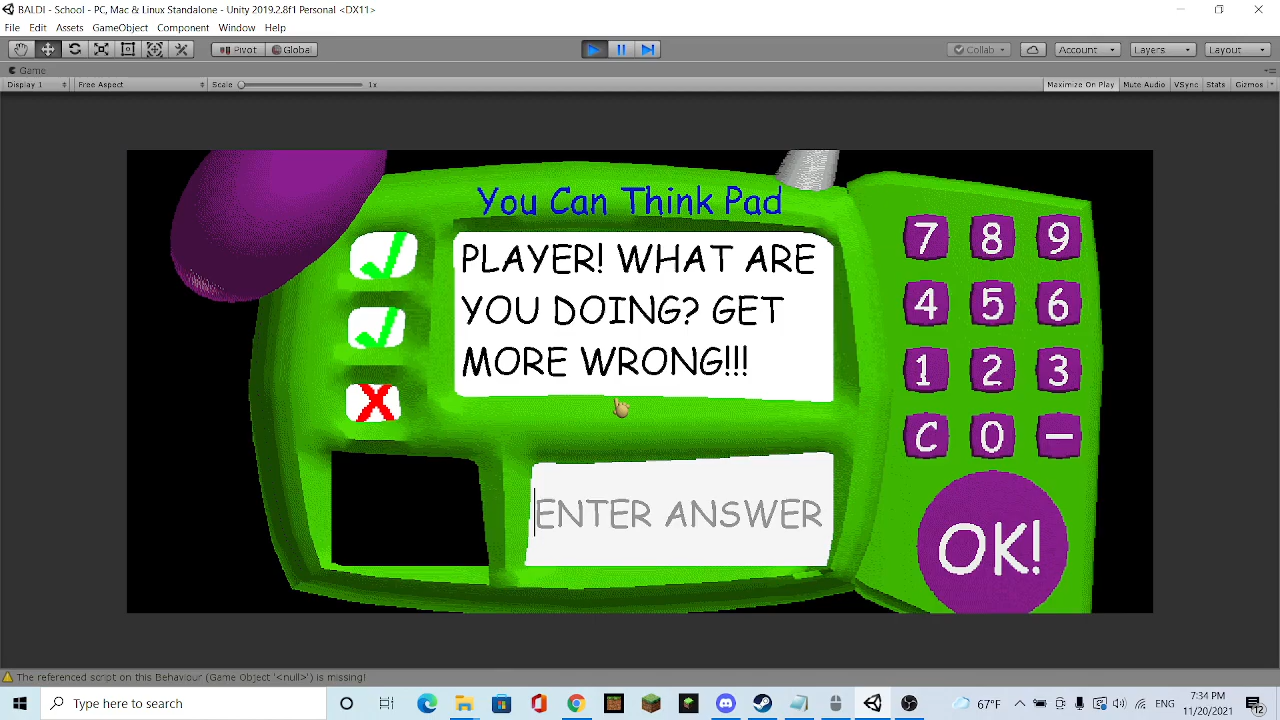 BALDI - School - PC, Mac & Linux Standalone - Unity 2019.2.8f1 Personal <DX11>
File Edit Assets GameObject Component Window Help
Pivot Global Collab Account Layers Layout
Game
Display 1 Free Aspect Scale 1x Maximize On Play Mute Audio VSync Stats Gizmos
You Can Think Pad
PLAYER! WHAT ARE
YOU DOING? GET
MORE WRONG!!!
7 8 9
4 5 6
1 2 3
C 0 −
ENTER ANSWER
OK!
The referenced script on this Behaviour (Game Object '<null>') is missing!
Type here to search
67°F
7:34 PM
11/20/2021
12